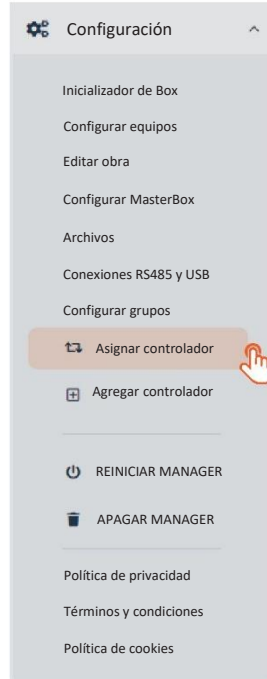 Configuración
Inicializador de Box
Configurar equipos
Editar obra
Configurar MasterBox
Archivos
Conexiones RS485 y USB
Configurar grupos
Asignar controlador
Agregar controlador
REINICIAR MANAGER
APAGAR MANAGER
Política de privacidad
Términos y condiciones
Política de cookies